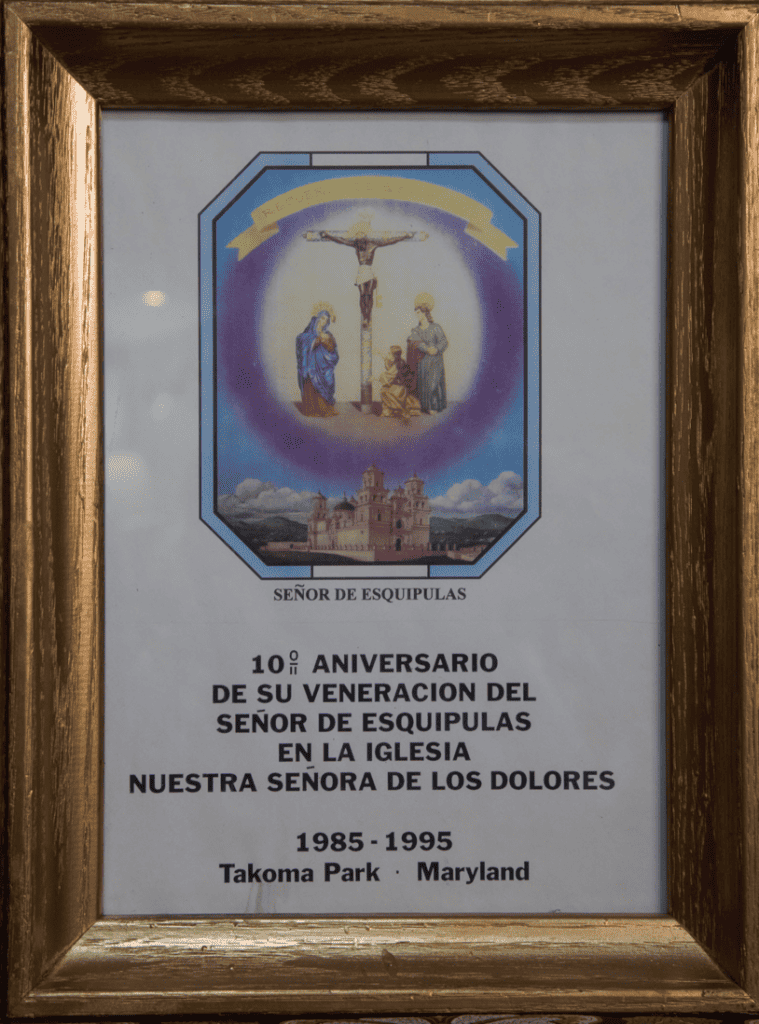 SEÑOR DE ESQUIPULAS
10º ANIVERSARIO
DE SU VENERACION DEL
SEÑOR DE ESQUIPULAS
EN LA IGLESIA
NUESTRA SEÑORA DE LOS DOLORES
1985 - 1995
Takoma Park · Maryland